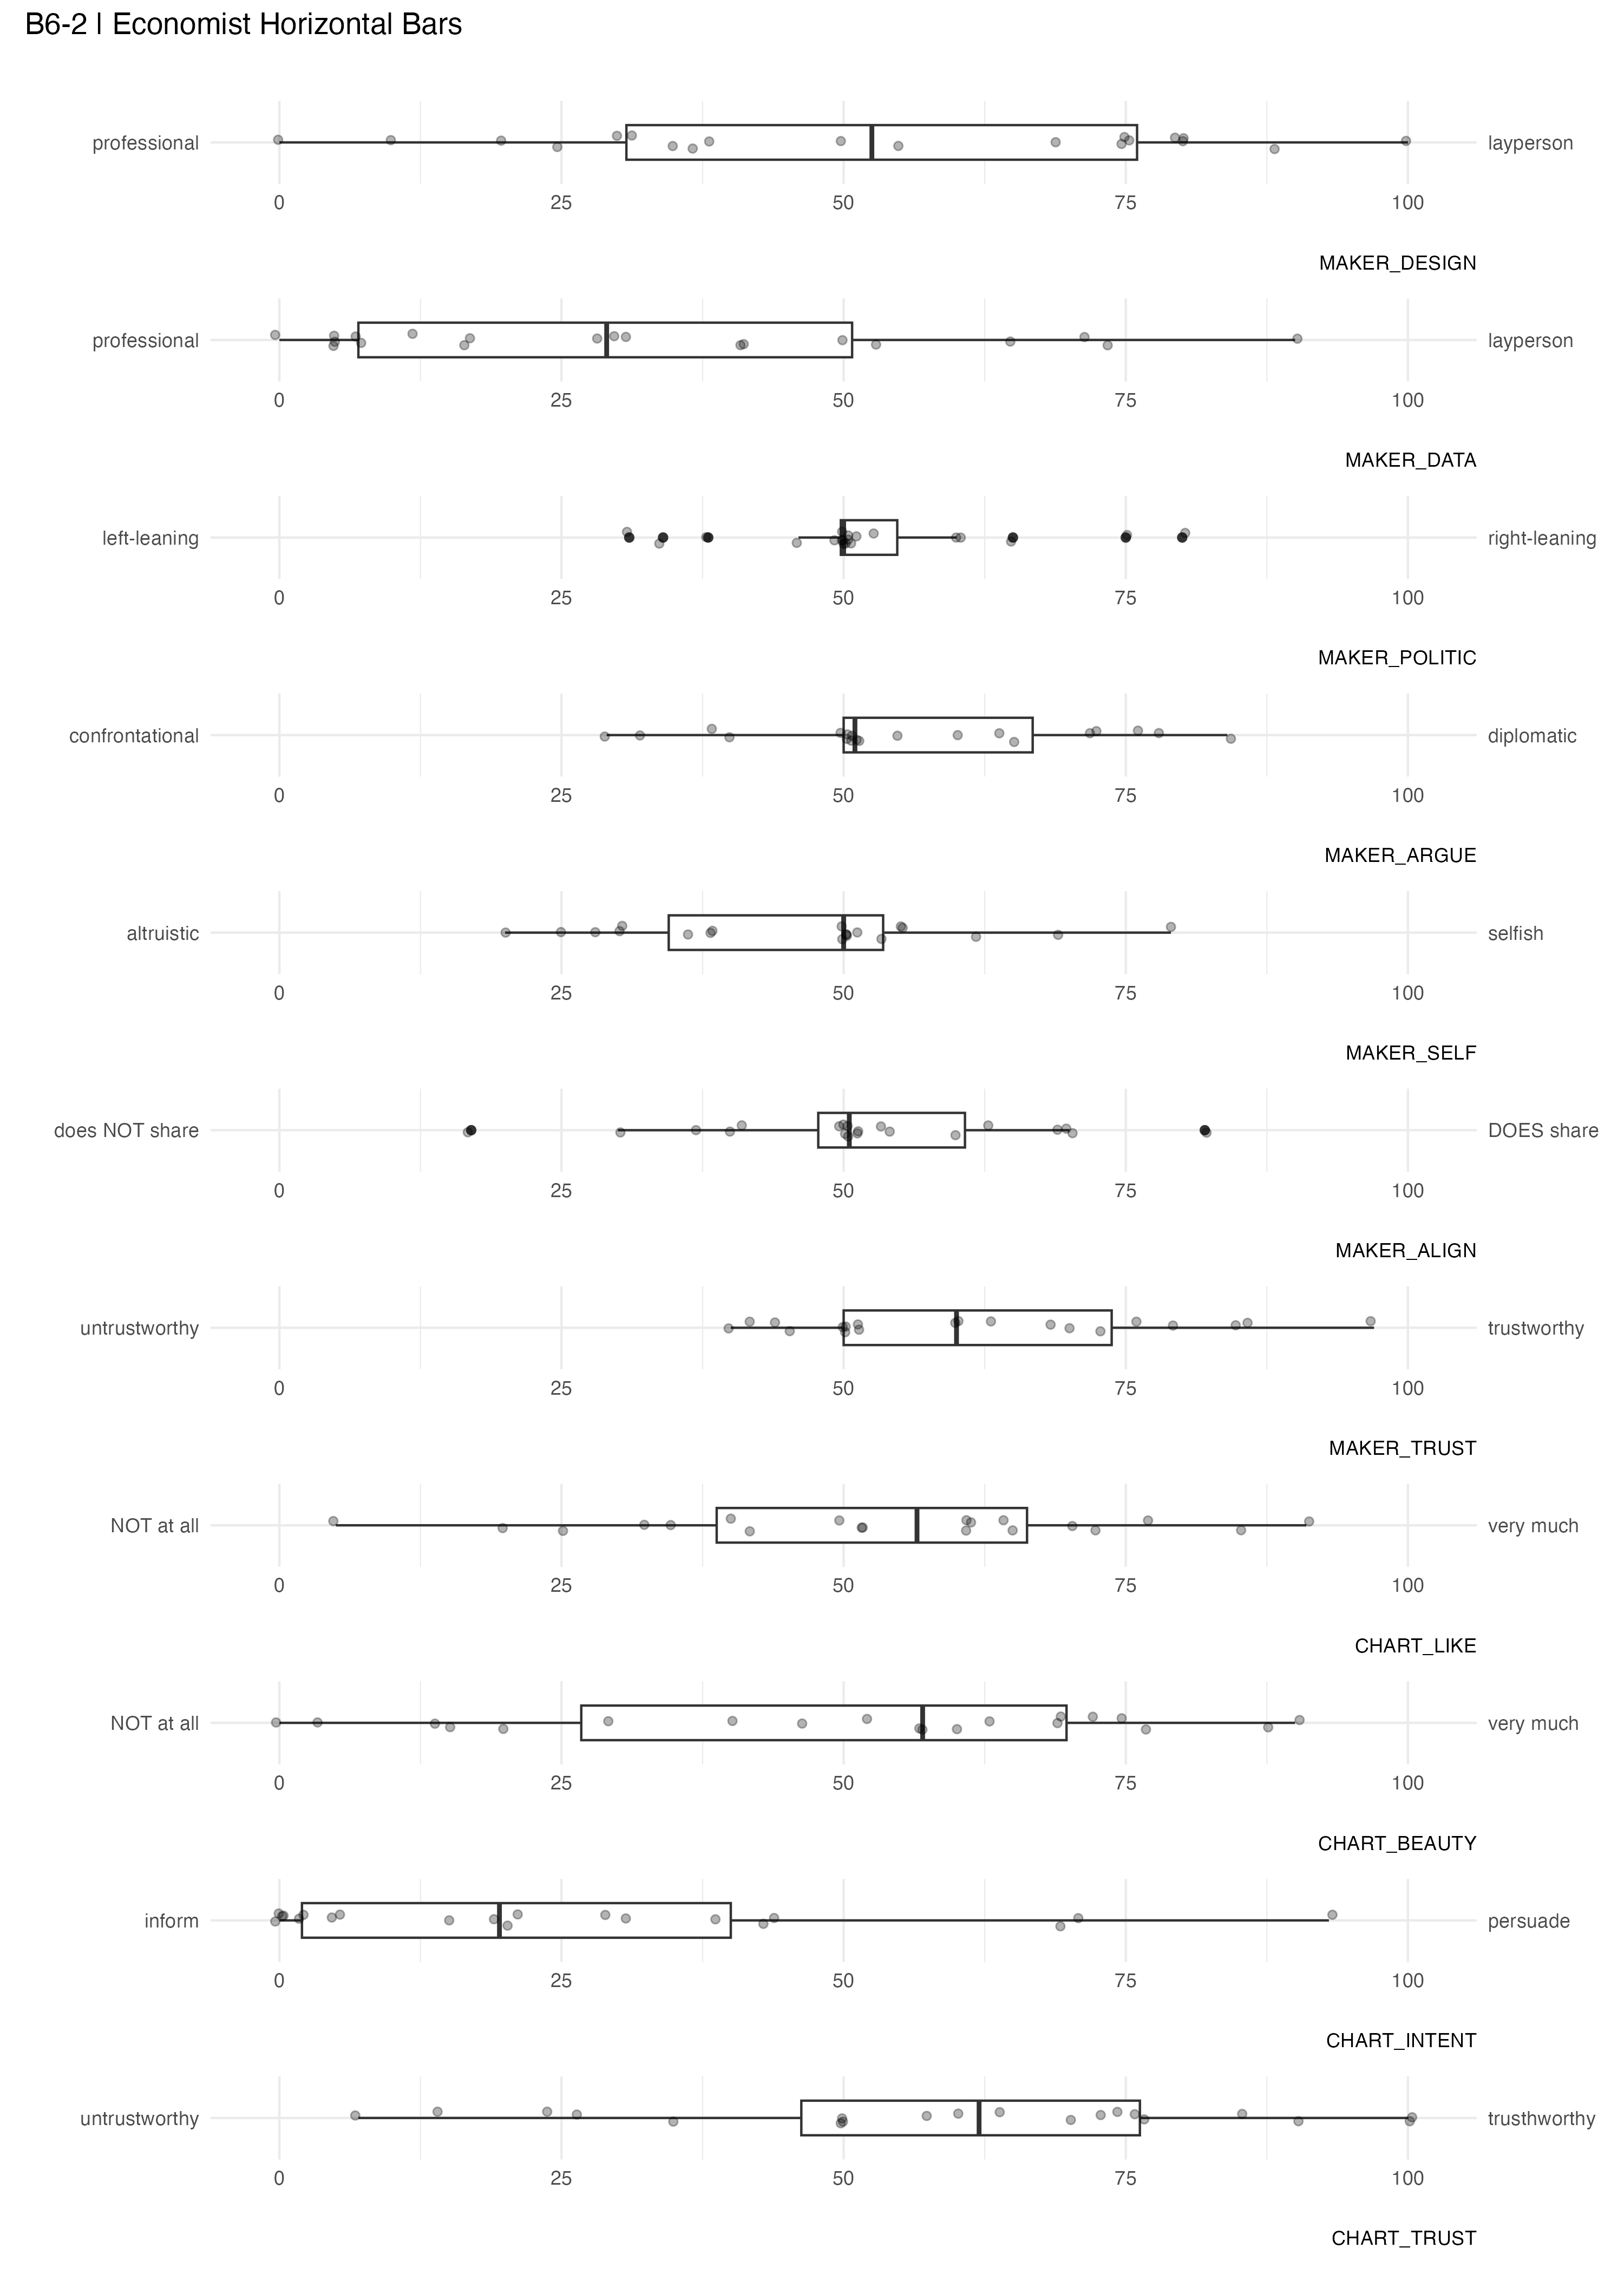 B6-2 | Economist Horizontal Bars
professional layperson
0 25 50 75 100
MAKER_DESIGN
professional layperson
0 25 50 75 100
MAKER_DATA
left-leaning right-leaning
0 25 50 75 100
MAKER_POLITIC
confrontational diplomatic
0 25 50 75 100
MAKER_ARGUE
altruistic selfish
0 25 50 75 100
MAKER_SELF
does NOT share DOES share
0 25 50 75 100
MAKER_ALIGN
untrustworthy trustworthy
0 25 50 75 100
MAKER_TRUST
NOT at all very much
0 25 50 75 100
CHART_LIKE
NOT at all very much
0 25 50 75 100
CHART_BEAUTY
inform persuade
0 25 50 75 100
CHART_INTENT
untrustworthy trusthworthy
0 25 50 75 100
CHART_TRUST